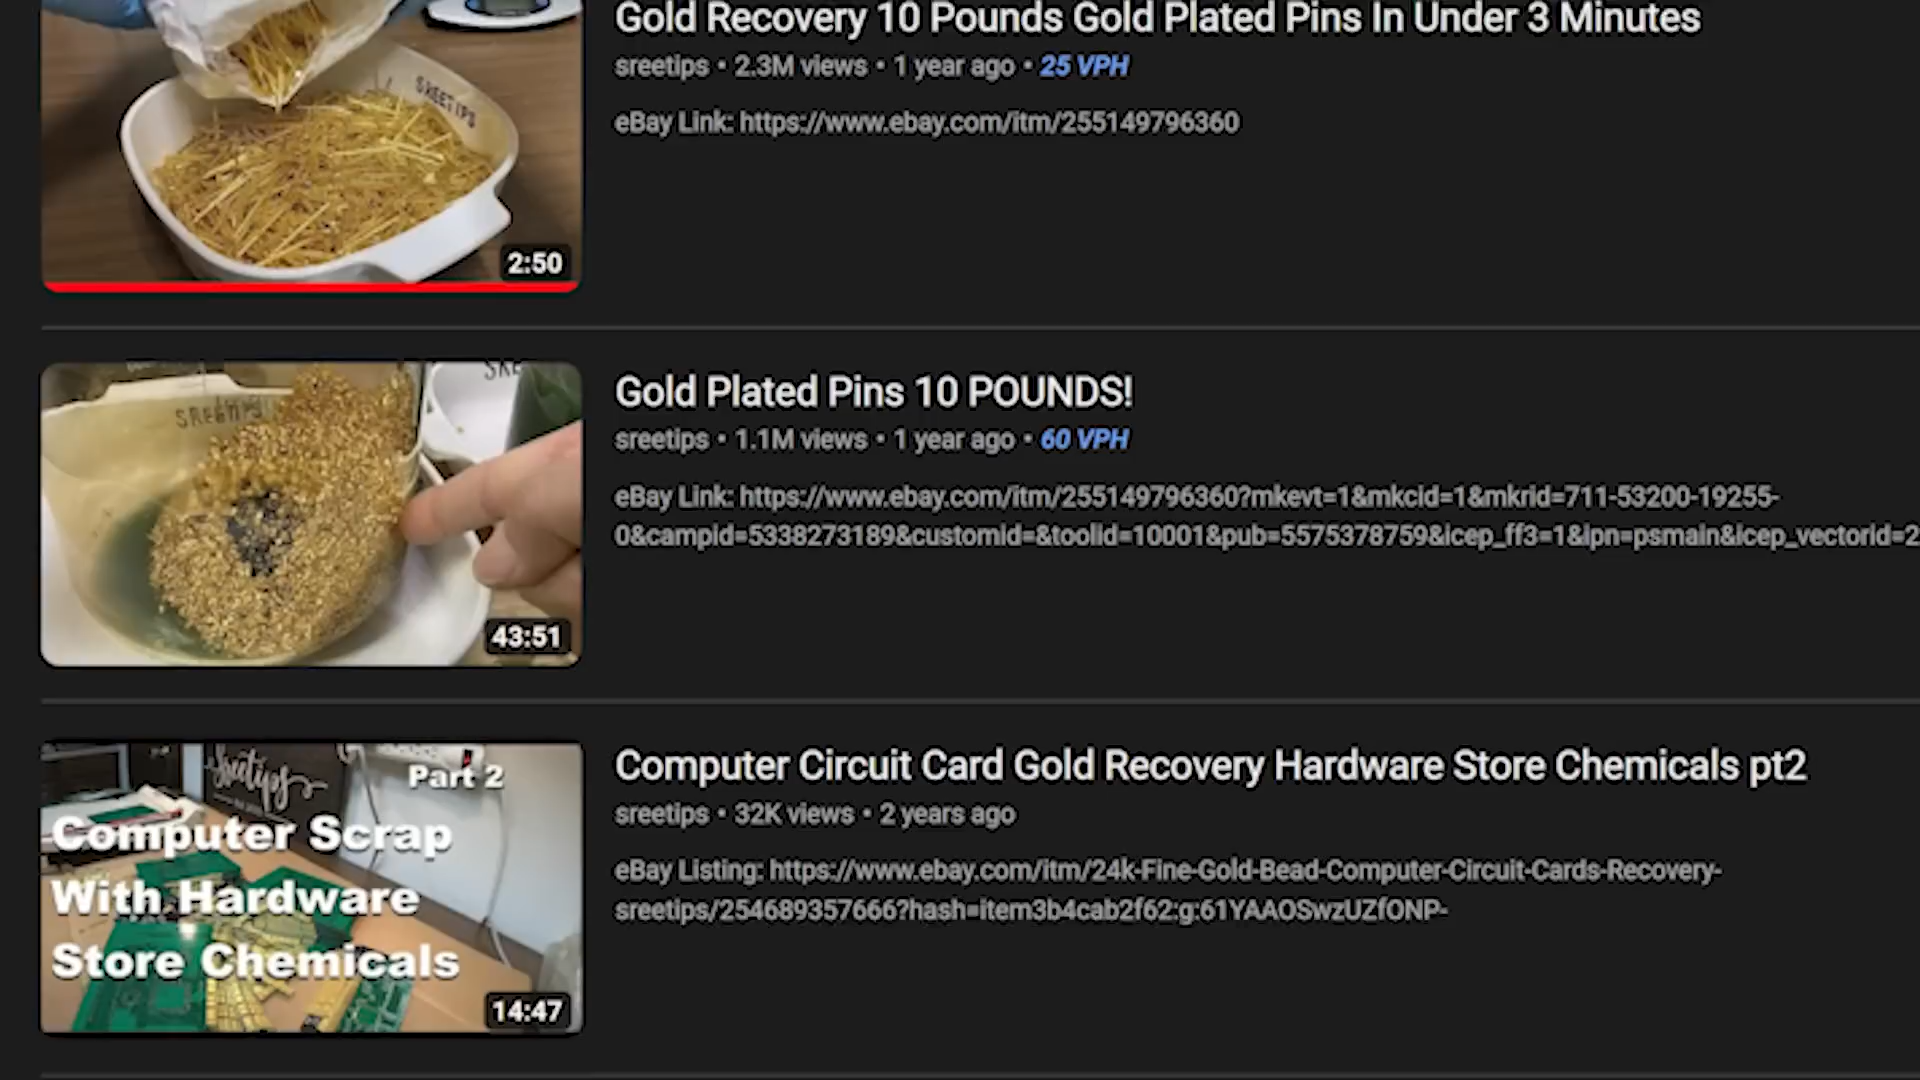 Gold Recovery 10 Pounds Gold Plated Pins In Under 3 Minutes
sreetips • 2.3M views • 1 year ago • 25 VPH
eBay Link: https://www.ebay.com/itm/255149796360
SREETIPS
2:50
Gold Plated Pins 10 POUNDS!
sreetips • 1.1M views • 1 year ago • 60 VPH
eBay Link: https://www.ebay.com/itm/255149796360?mkevt=1&mkcid=1&mkrid=711-53200-19255-
0&campid=5338273189&customid=&toolid=10001&pub=5575378759&icep_ff3=1&ipn=psmain&icep_vectorid=2
43:51
Computer Circuit Card Gold Recovery Hardware Store Chemicals pt2
sreetips • 32K views • 2 years ago
eBay Listing: https://www.ebay.com/itm/24k-Fine-Gold-Bead-Computer-Circuit-Cards-Recovery-
sreetips/254689357666?hash=item3b4cab2f62:g:61YAAOSwzUZfONP-
sreetips
Part 2
Computer Scrap
With Hardware
Store Chemicals
14:47